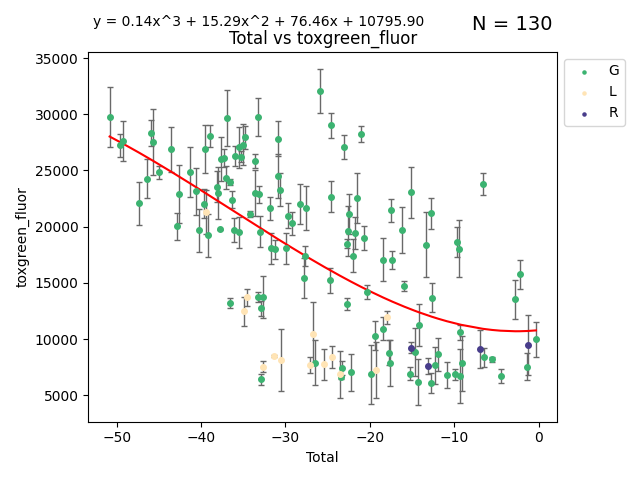 y = 0.14x^3 + 15.29x^2 + 76.46x + 10795.90
N = 130
Total vs toxgreen_fluor
35000
30000
25000
20000
15000
10000
5000
toxgreen_fluor
−50
−40
−30
−20
−10
0
Total
G
L
R